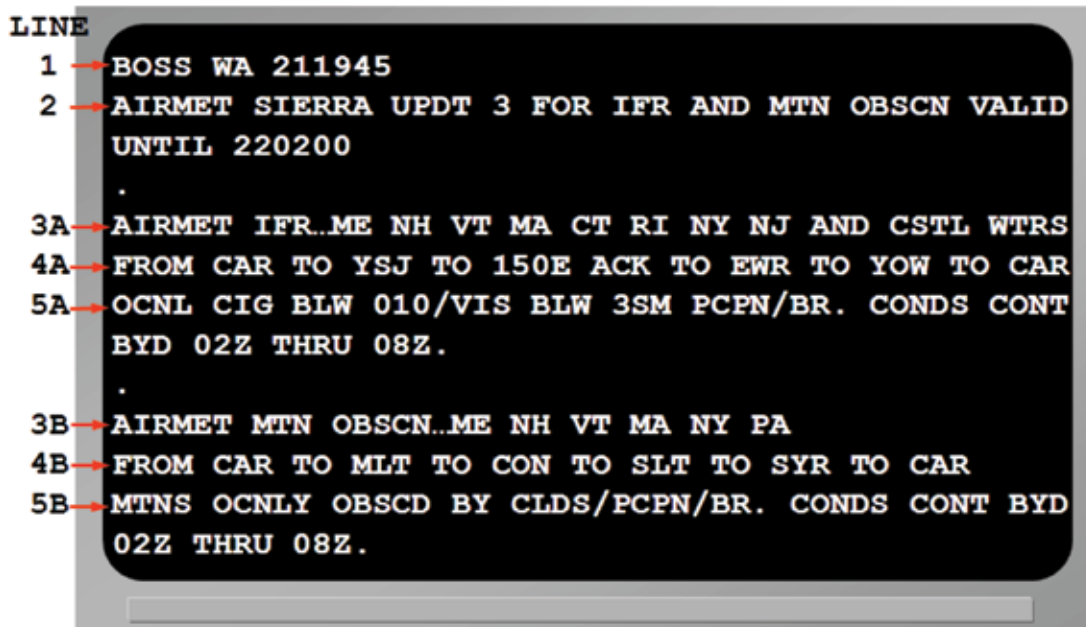 LINE
1 BOSS WA 211945
2 AIRMET SIERRA UPDT 3 FOR IFR AND MTN OBSCN VALID
UNTIL 220200
.
3A AIRMET IFR…ME NH VT MA CT RI NY NJ AND CSTL WTRS
4A FROM CAR TO YSJ TO 150E ACK TO EWR TO YOW TO CAR
5A OCNL CIG BLW 010/VIS BLW 3SM PCPN/BR. CONDS CONT
BYD 02Z THRU 08Z.
.
3B AIRMET MTN OBSCN…ME NH VT MA NY PA
4B FROM CAR TO MLT TO CON TO SLT TO SYR TO CAR
5B MTNS OCNLY OBSCD BY CLDS/PCPN/BR. CONDS CONT BYD
02Z THRU 08Z.